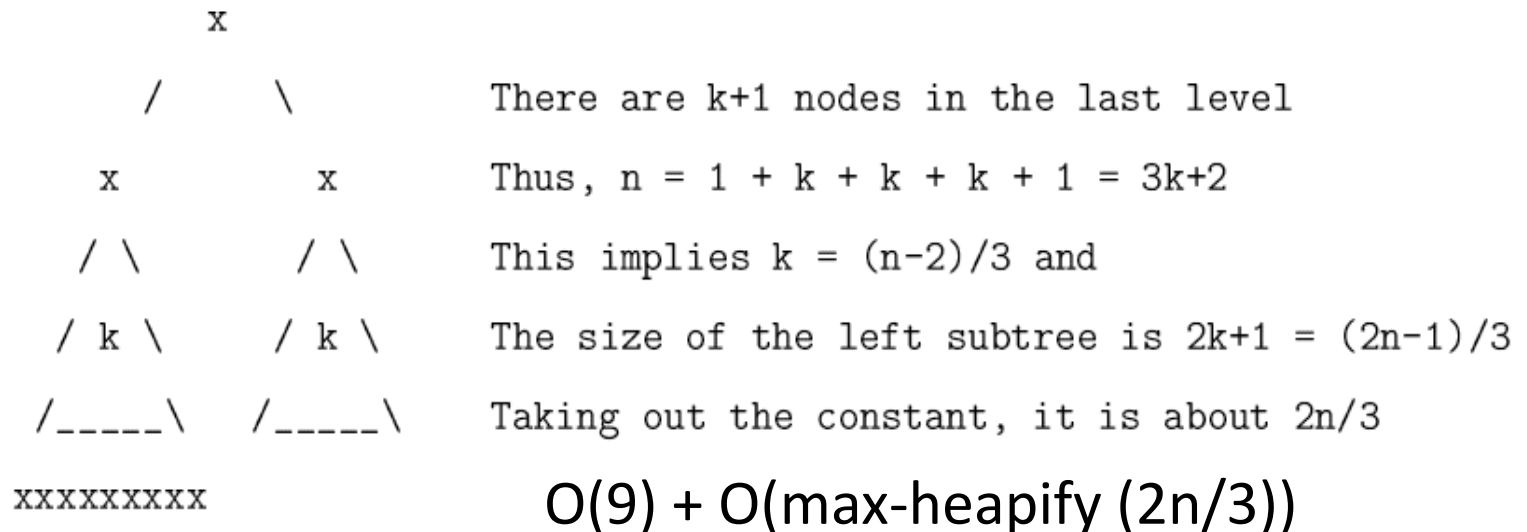 x
/ \ There are k+1 nodes in the last level
x x Thus, n = 1 + k + k + k + 1 = 3k+2
/ \ / \ This implies k = (n-2)/3 and
/ k \ / k \ The size of the left subtree is 2k+1 = (2n-1)/3
/_____\ /_____\ Taking out the constant, it is about 2n/3
xxxxxxxxx O(9) + O(max-heapify (2n/3))